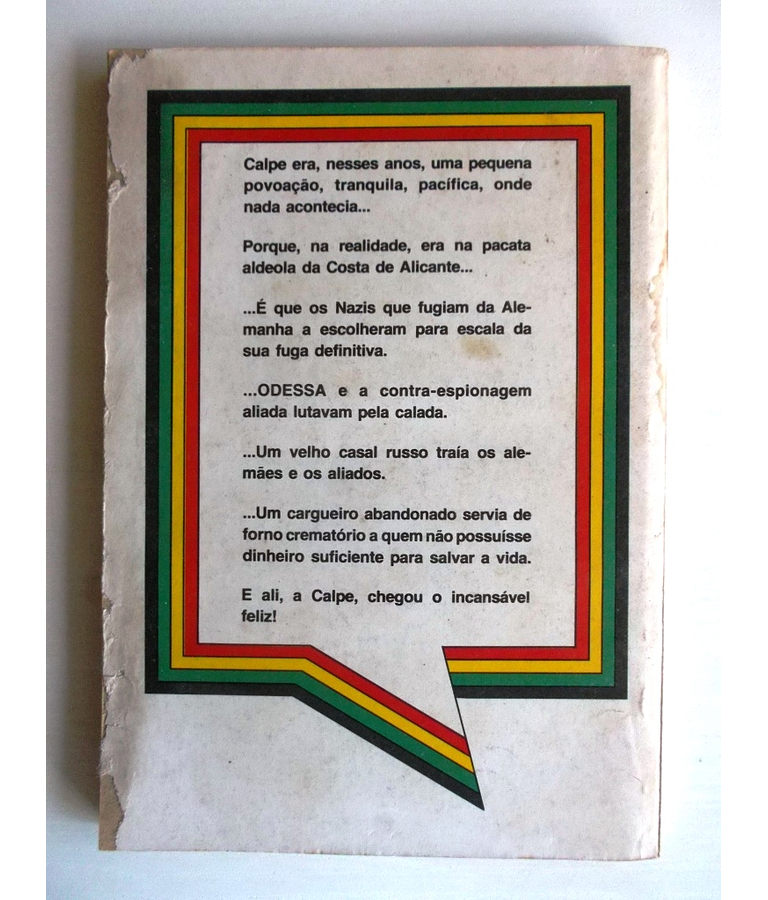 Calpe era, nesses anos, uma pequena
povoação, tranquila, pacífica, onde
nada acontecia...
Porque, na realidade, era na pacata
aldeola da Costa de Alicante...
...É que os Nazis que fugiam da Ale-
manha a escolheram para escala da
sua fuga definitiva.
...ODESSA e a contra-espionagem
aliada lutavam pela calada.
...Um velho casal russo traía os ale-
mães e os aliados.
...Um cargueiro abandonado servia de
forno crematório a quem não possuísse
dinheiro suficiente para salvar a vida.
E ali, a Calpe, chegou o incansável
feliz!